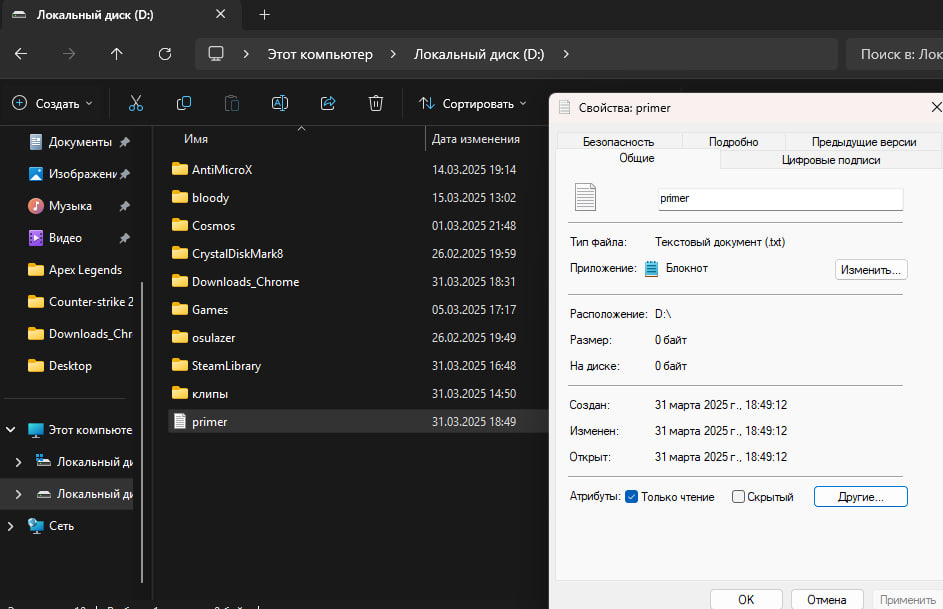 Локальный диск (D:)
Этот компьютер
Локальный диск (D:)
Поиск в: Лок
Создать
Сортировать
Документы
Изображени
Музыка
Видео
Apex Legends
Counter-strike 2
Downloads_Chr
Desktop
Этот компьюте
Локальный ди
Локальный ди
Сеть
Имя
Дата изменения
AntiMicroX 14.03.2025 19:14
bloody 15.03.2025 13:02
Cosmos 01.03.2025 21:48
CrystalDiskMark8 26.02.2025 19:59
Downloads_Chrome 31.03.2025 18:31
Games 05.03.2025 17:17
osulazer 26.02.2025 19:49
SteamLibrary 31.03.2025 16:48
клипы 31.03.2025 14:50
primer 31.03.2025 18:49
Свойства: primer
Безопасность Подробно Предыдущие версии
Общие Цифровые подписи
primer
Тип файла: Текстовый документ (.txt)
Приложение: Блокнот Изменить...
Расположение: D:\
Размер: 0 байт
На диске: 0 байт
Создан: 31 марта 2025 г., 18:49:12
Изменен: 31 марта 2025 г., 18:49:12
Открыт: 31 марта 2025 г., 18:49:12
Атрибуты: Только чтение Скрытый Другие...
OK Отмена Применить